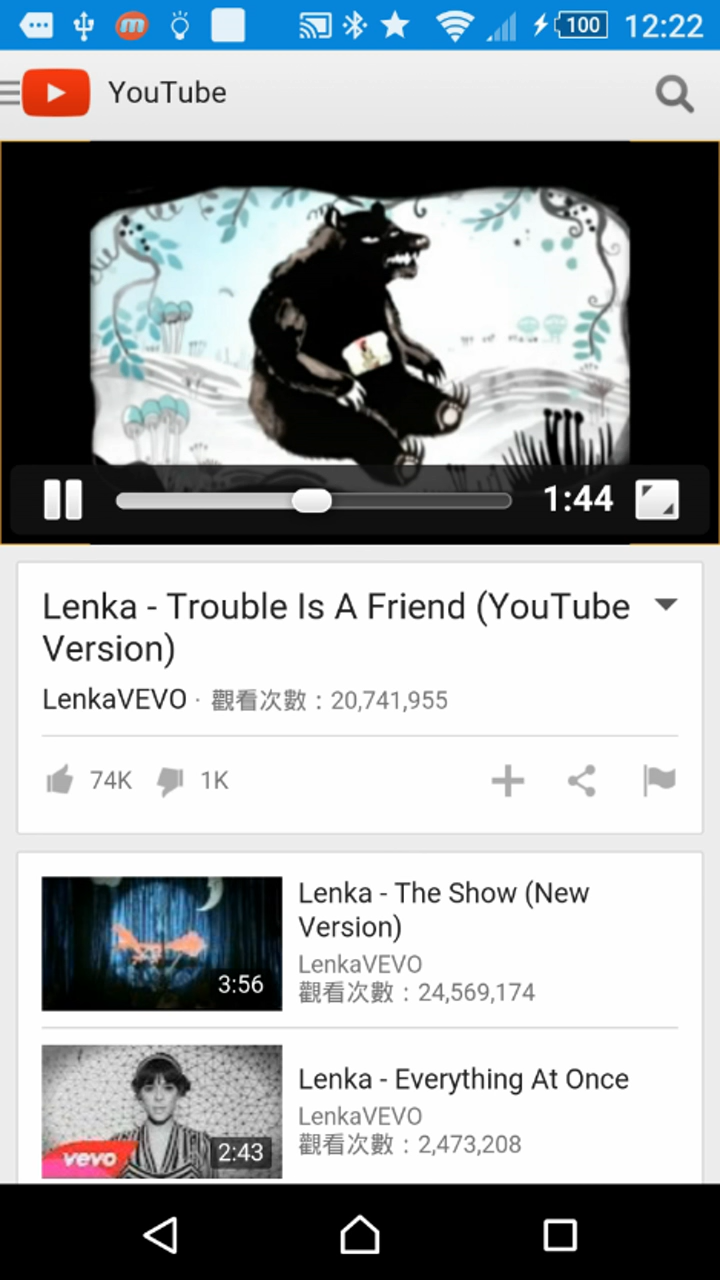 100 12:22
YouTube
1:44
Lenka - Trouble Is A Friend (YouTube
Version)
LenkaVEVO · 觀看次數：20,741,955
74K 1K
Lenka - The Show (New
Version)
LenkaVEVO
觀看次數：24,569,174
3:56
Lenka - Everything At Once
LenkaVEVO
觀看次數：2,473,208
vevo 2:43